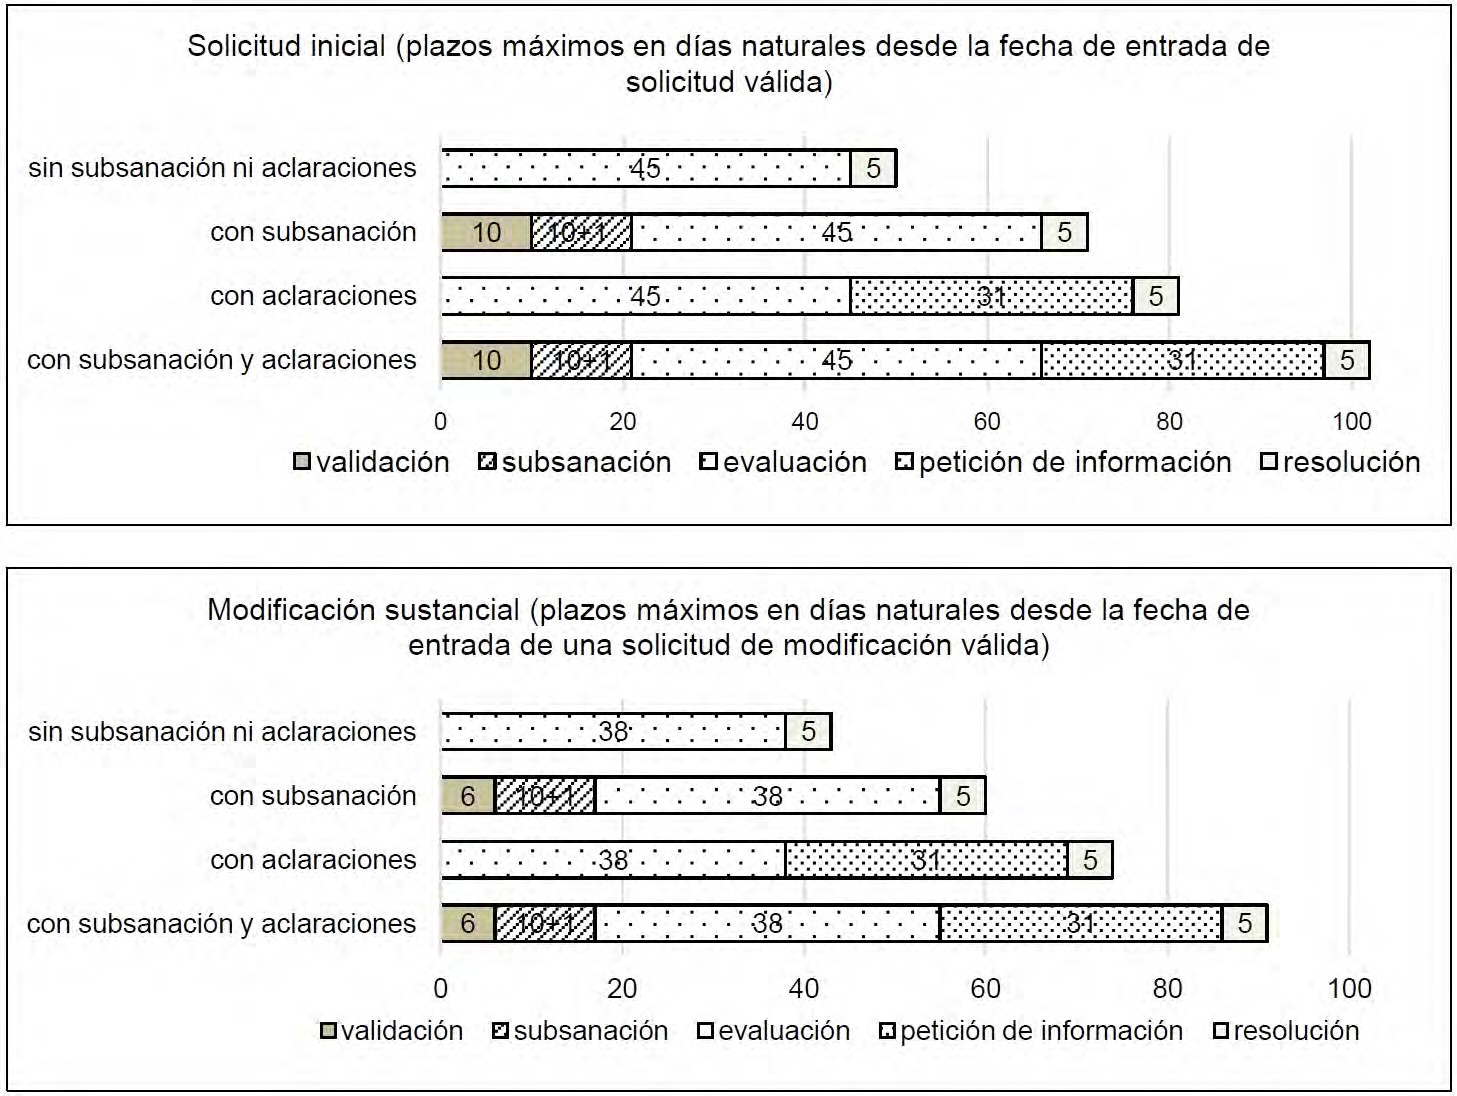 Solicitud inicial (plazos máximos en días naturales desde la fecha de entrada de
solicitud válida)
sin subsanación ni aclaraciones 45 5
con subsanación 10 10+1 45 5
con aclaraciones 45 31 5
con subsanación y aclaraciones 10 10+1 45 31 5
0 20 40 60 80 100
validación subsanación evaluación petición de información resolución
Modificación sustancial (plazos máximos en días naturales desde la fecha de
entrada de una solicitud de modificación válida)
sin subsanación ni aclaraciones 38 5
con subsanación 6 10+1 38 5
con aclaraciones 38 31 5
con subsanación y aclaraciones 6 10+1 38 31 5
0 20 40 60 80 100
validación subsanación evaluación petición de información resolución